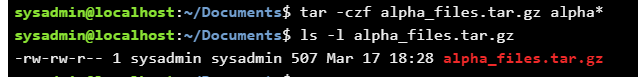 sysadmin@localhost:~/Documents$ tar -czf alpha_files.tar.gz alpha*
sysadmin@localhost:~/Documents$ ls -l alpha_files.tar.gz
-rw-rw-r-- 1 sysadmin sysadmin 507 Mar 17 18:28 alpha_files.tar.gz